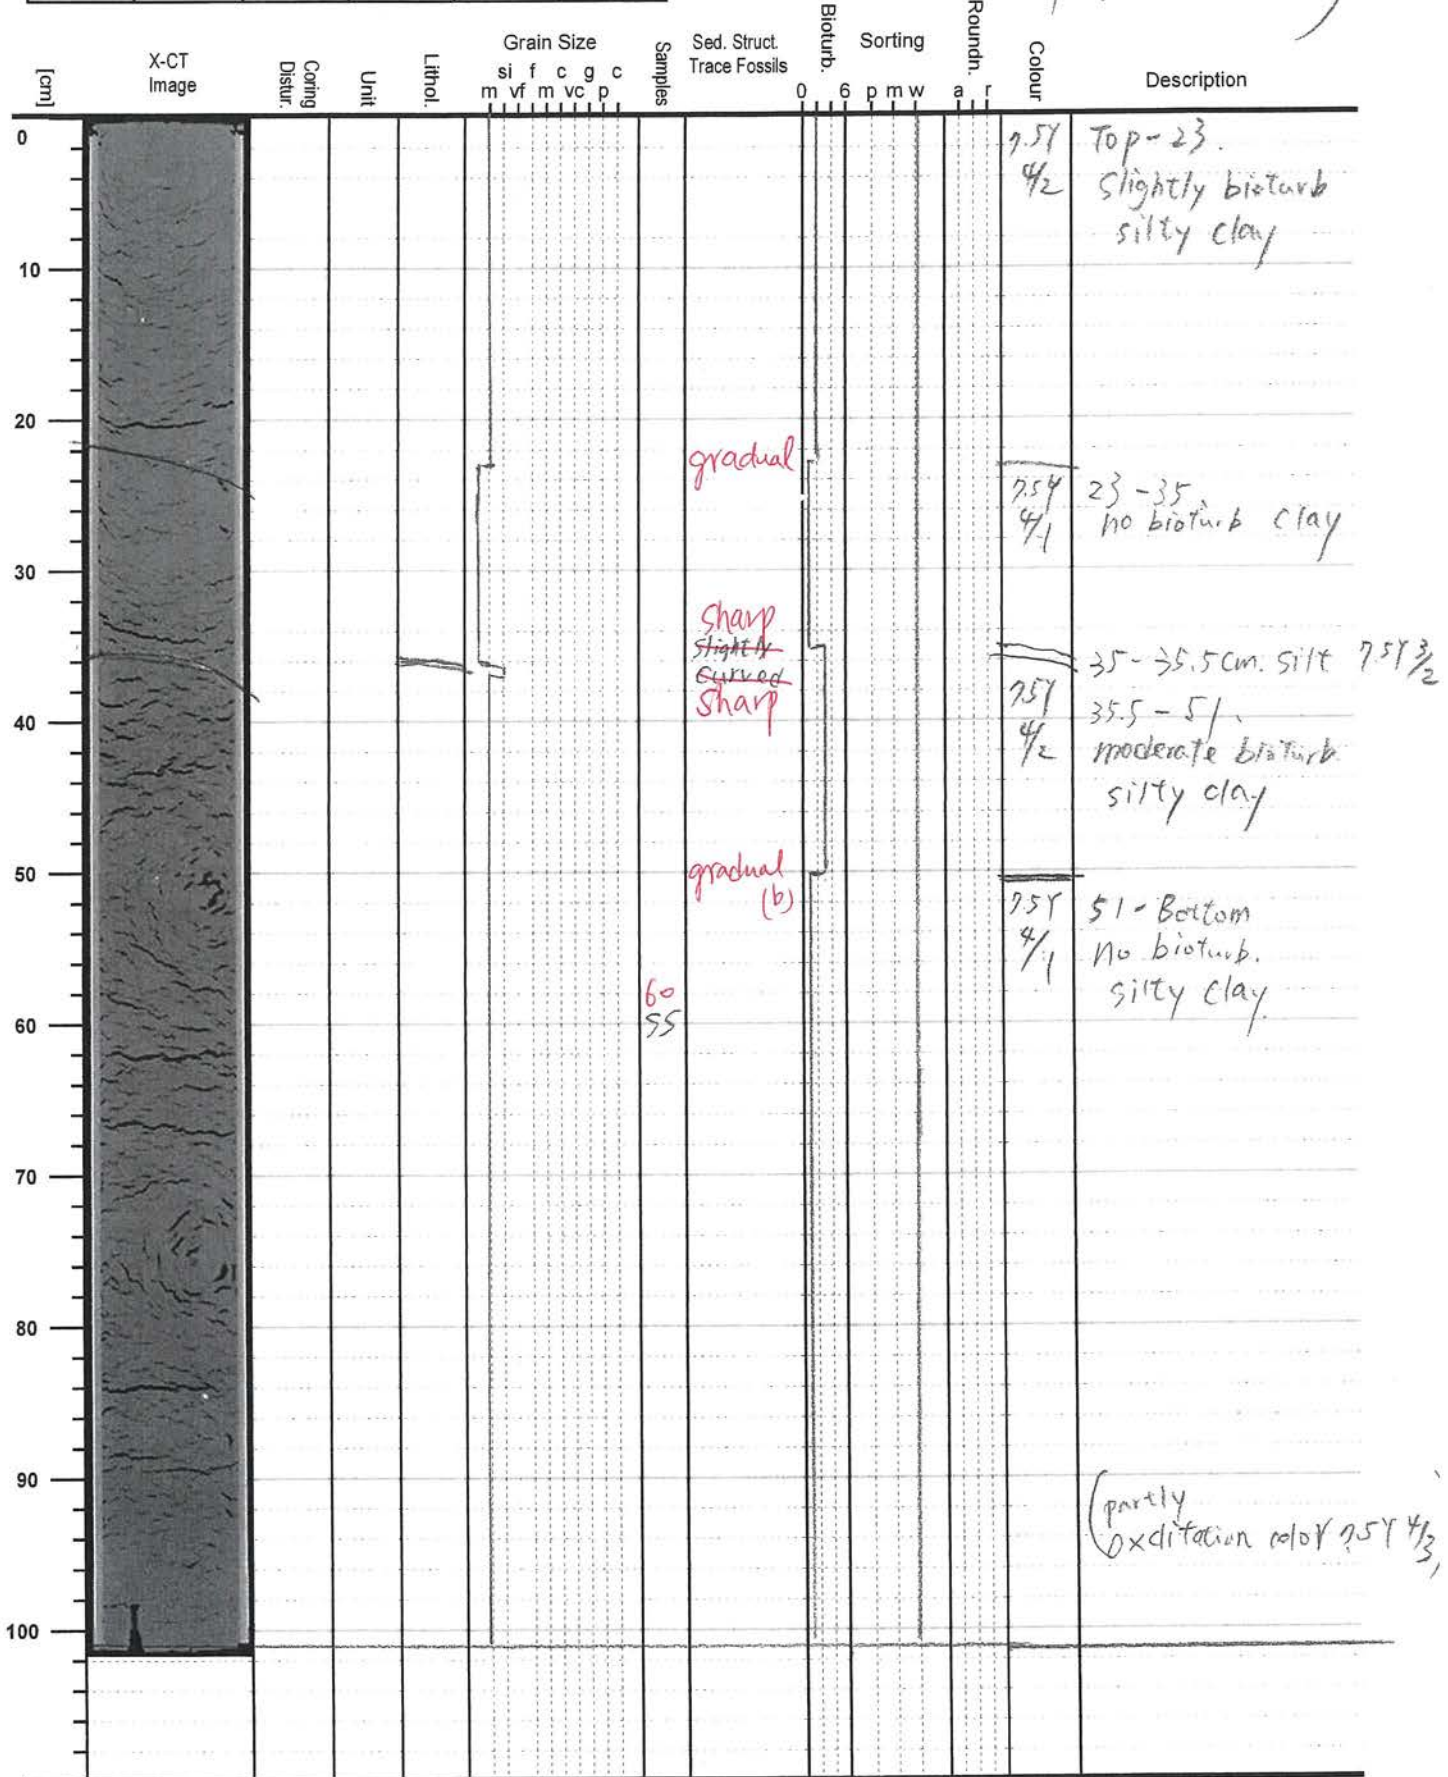 [cm]
X-CT
Image
Coring
Distur.
Unit
Lithol.
Grain Size
si f c g c
m vf m vc p
Samples
Sed. Struct.
Trace Fossils
Bioturb.
0 6
Sorting
p m w
Roundn.
a r
Colour
Description
0
7.5Y Top - 23.
4/2 Slightly bioturb
silty clay
10
20
gradual
7.5Y 23 - 35.
4/1 no bioturb clay
30
Sharp
Slightly
Curved
Sharp
35 - 35.5 cm. silt 7.5Y 3/2
7.5Y 35.5 - 51.
4/2 moderate bioturb
silty clay
40
50
gradual
(b)
7.5Y 51 - Bottom
4/1 No bioturb.
silty clay.
60
SS
60
70
80
90
(partly
color 7.5Y 4/3,
100